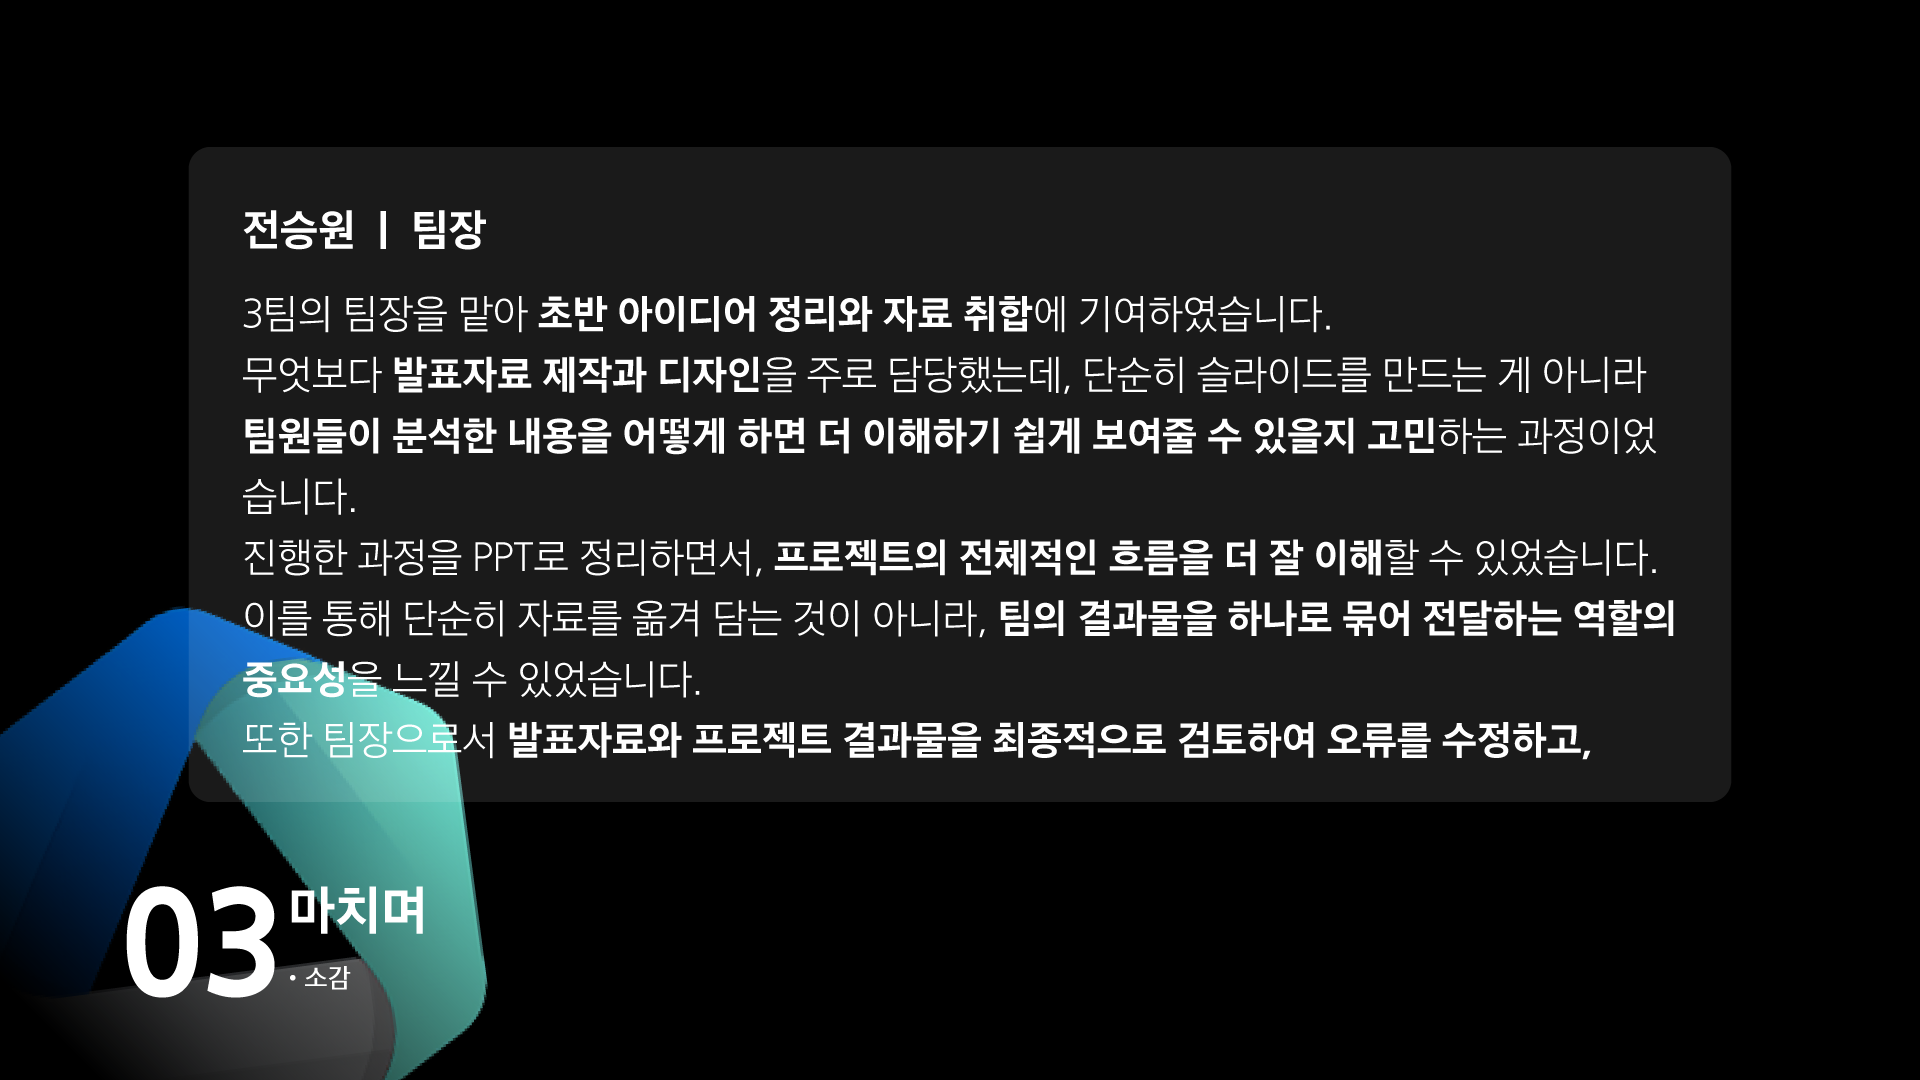 전승원 | 팀장
3팀의 팀장을 맡아 초반 아이디어 정리와 자료 취합에 기여하였습니다.
무엇보다 발표자료 제작과 디자인을 주로 담당했는데, 단순히 슬라이드를 만드는 게 아니라
팀원들이 분석한 내용을 어떻게 하면 더 이해하기 쉽게 보여줄 수 있을지 고민하는 과정이었
습니다.
진행한 과정을 PPT로 정리하면서, 프로젝트의 전체적인 흐름을 더 잘 이해할 수 있었습니다.
이를 통해 단순히 자료를 옮겨 담는 것이 아니라, 팀의 결과물을 하나로 묶어 전달하는 역할의
중요성을 느낄 수 있었습니다.
또한 팀장으로서 발표자료와 프로젝트 결과물을 최종적으로 검토하여 오류를 수정하고,
03 마치며
• 소감